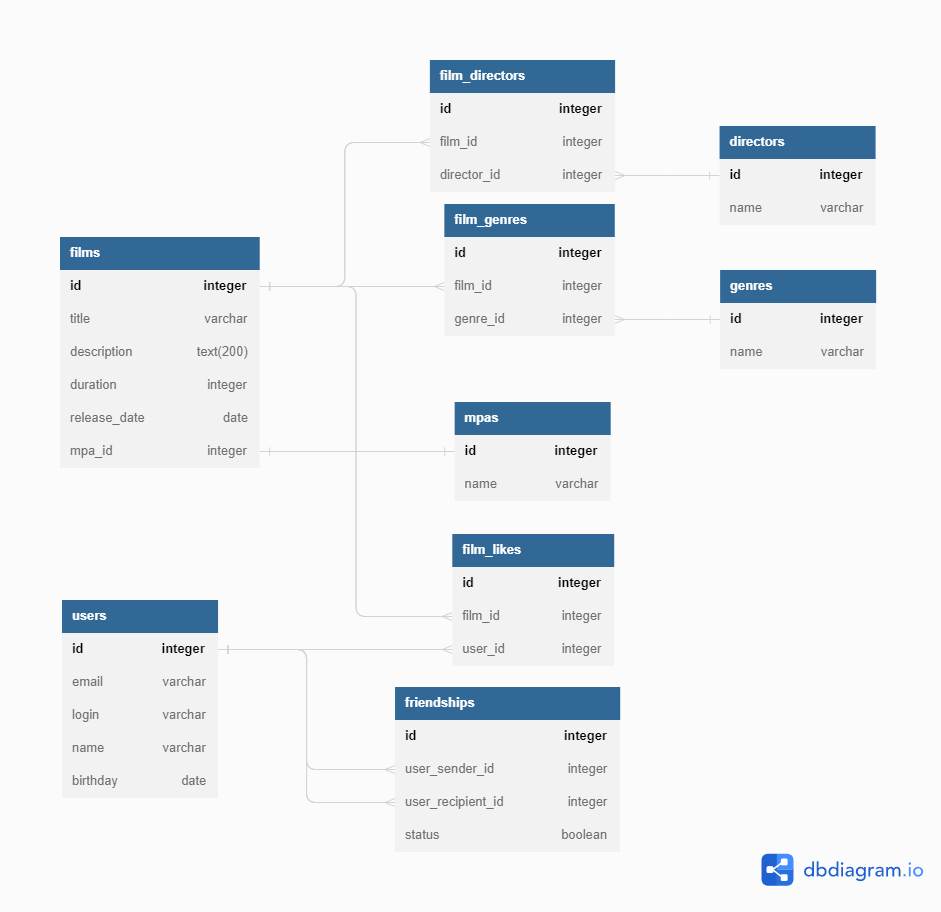 film_directors
id integer
film_id integer
director_id integer
directors
id integer
name varchar
film_genres
id integer
film_id integer
genre_id integer
films
id integer
title varchar
description text(200)
duration integer
release_date date
mpa_id integer
genres
id integer
name varchar
mpas
id integer
name varchar
film_likes
id integer
film_id integer
user_id integer
users
id integer
email varchar
login varchar
name varchar
birthday date
friendships
id integer
user_sender_id integer
user_recipient_id integer
status boolean
dbdiagram.io